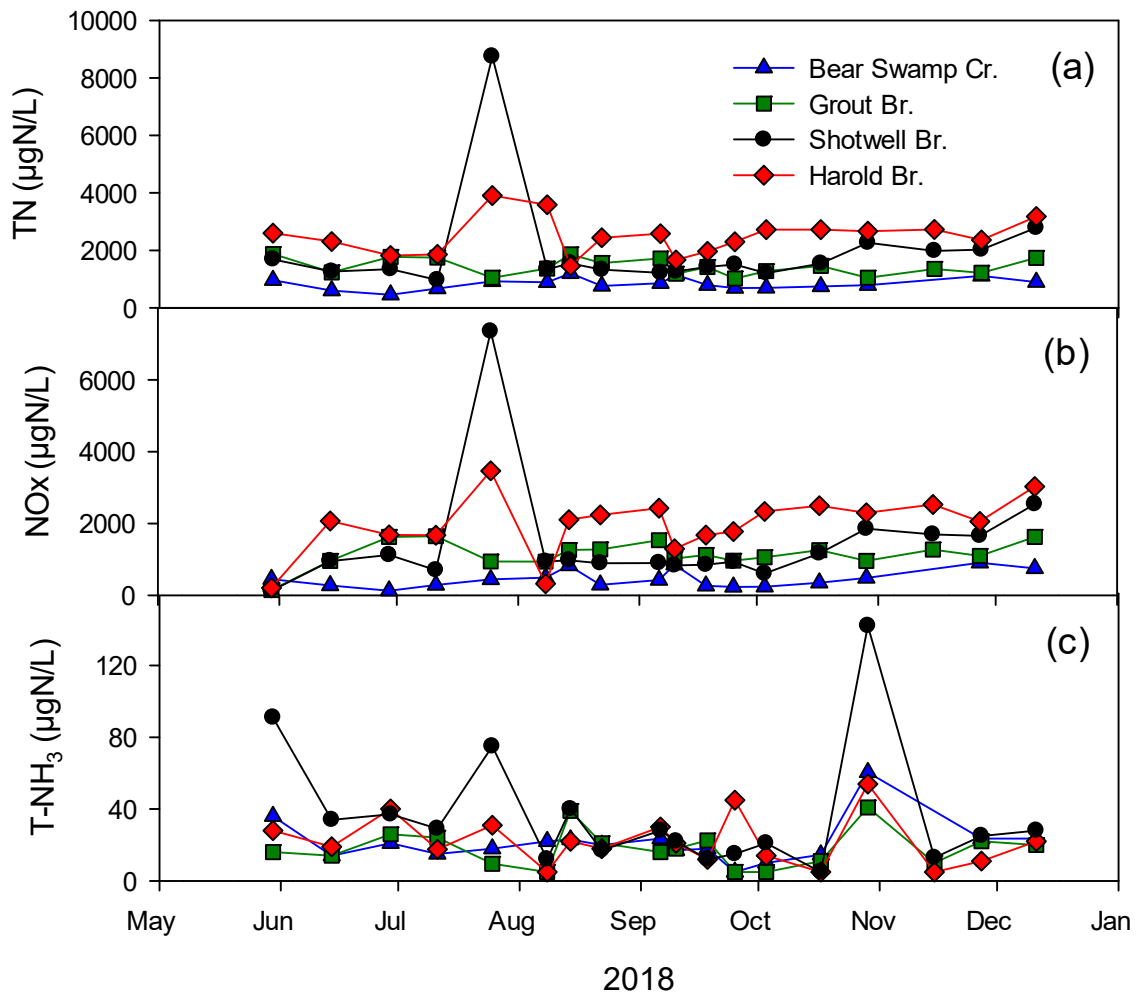 10000
8000
6000
4000
2000
0
TN (µgN/L)
Bear Swamp Cr.
Grout Br.
Shotwell Br.
Harold Br.
(a)
6000
4000
2000
0
NOx (µgN/L)
(b)
120
80
40
0
T-NH₃ (µgN/L)
(c)
May Jun Jul Aug Sep Oct Nov Dec Jan
2018